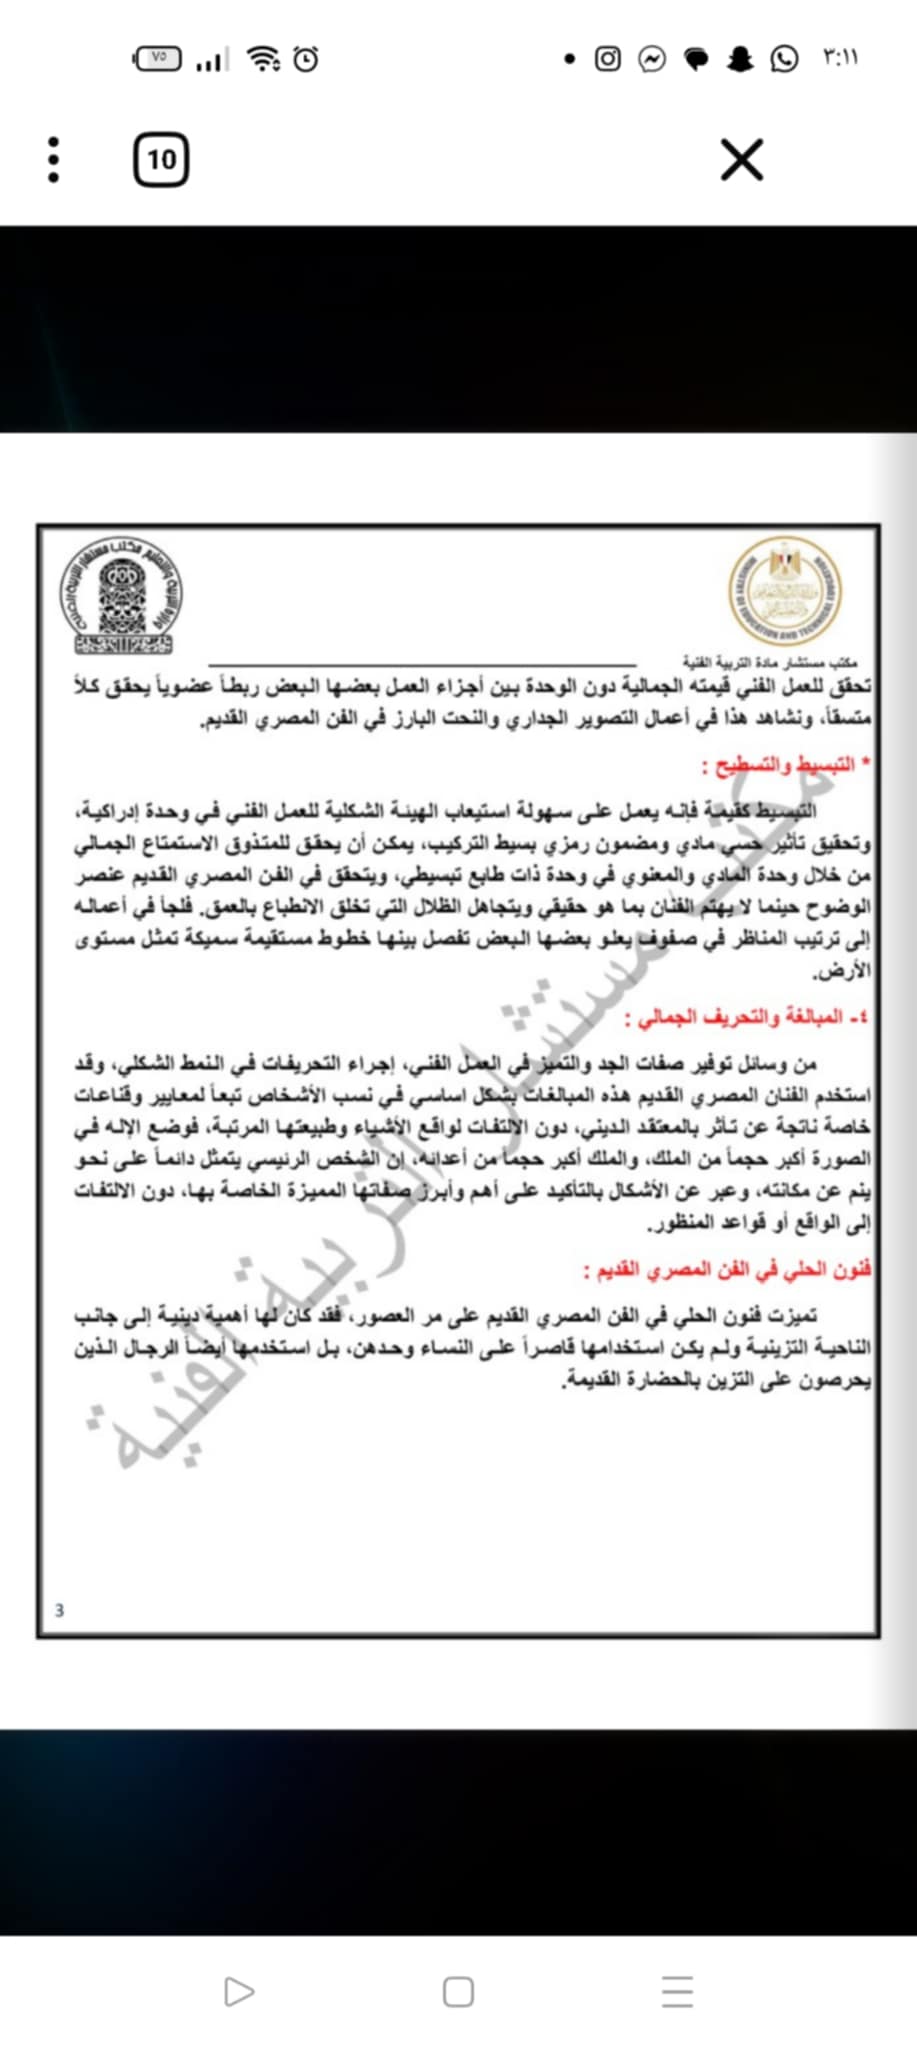 ٣:١١
٧٥
10
MINISTRY OF EDUCATION AND TECHNICAL EDUCATION
مكتب مستشار مادة التربية الفنية
تحقق للعمل الفني قيمته الجمالية دون الوحدة بين أجزاء العمل بعضها البعض ربطاً عضوياً يحقق كلاً
متسقاً، ونشاهد هذا في أعمال التصوير الجداري والنحت البارز في الفن المصري القديم.
* التبسيط والتسطيح :
التبسيط كقيمة فإنه يعمل على سهولة استيعاب الهيئة الشكلية للعمل الفني في وحدة إدراكية،
وتحقيق تأثير حسي مادي ومضمون رمزي بسيط التركيب، يمكن أن يحقق للمتذوق الاستمتاع الجمالي
من خلال وحدة المادي والمعنوي في وحدة ذات طابع تبسيطي، ويتحقق في الفن المصري القديم عنصر
الوضوح حينما لا يهتم الفنان بما هو حقيقي ويتجاهل الظلال التي تخلق الانطباع بالعمق. فلجأ في أعماله
إلى ترتيب المناظر في صفوف يعلو بعضها البعض تفصل بينها خطوط مستقيمة سميكة تمثل مستوى
الأرض.
٤- المبالغة والتحريف الجمالي :
من وسائل توفير صفات الجد والتميز في العمل الفني، إجراء التحريفات في النمط الشكلي، وقد
استخدم الفنان المصري القديم هذه المبالغات بشكل اساسي في نسب الأشخاص تبعاً لمعايير وقناعات
خاصة ناتجة عن تأثر بالمعتقد الديني، دون الالتفات لواقع الأشياء وطبيعتها المرتبة، فوضع الإله في
الصورة أكبر حجماً من الملك، والملك أكبر حجماً من أعدائه، إن الشخص الرئيسي يتمثل دائماً على نحو
ينم عن مكانته، وعبر عن الأشكال بالتأكيد على أهم وأبرز صفاتها المميزة الخاصة بها، دون الالتفات
إلى الواقع أو قواعد المنظور.
فنون الحلي في الفن المصري القديم :
تميزت فنون الحلي في الفن المصري القديم على مر العصور، فقد كان لها أهمية دينية إلى جانب
الناحية التزينية ولم يكن استخدامها قاصراً على النساء وحدهن، بل استخدمها أيضاً الرجال الذين
يحرصون على التزين بالحضارة القديمة.
مكتب مستشار التربية الفنية
3